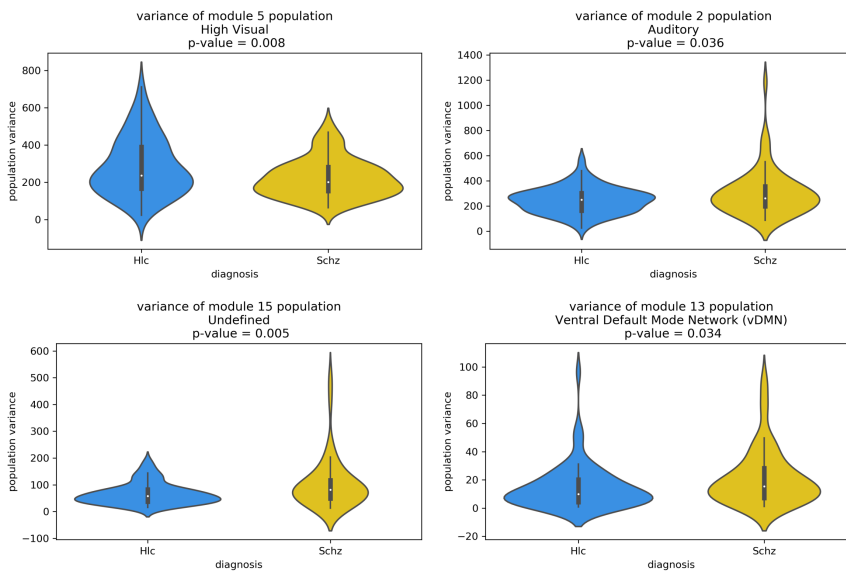 variance of module 5 population
High Visual
p-value = 0.008
800
600
400
200
0
population variance
Hlc
Schz
diagnosis
variance of module 2 population
Auditory
p-value = 0.036
1400
1200
1000
800
600
400
200
0
population variance
Hlc
Schz
diagnosis
variance of module 15 population
Undefined
p-value = 0.005
600
500
400
300
200
100
0
−100
population variance
Hlc
Schz
diagnosis
variance of module 13 population
Ventral Default Mode Network (vDMN)
p-value = 0.034
100
80
60
40
20
0
−20
population variance
Hlc
Schz
diagnosis